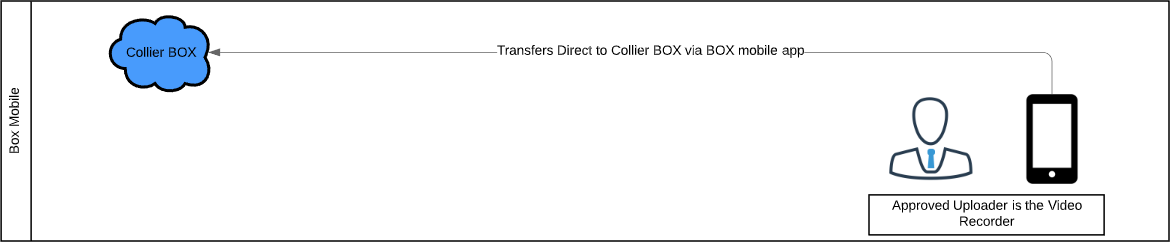 Box Mobile
Collier BOX
Transfers Direct to Collier BOX via BOX mobile app
Approved Uploader is the Video
Recorder